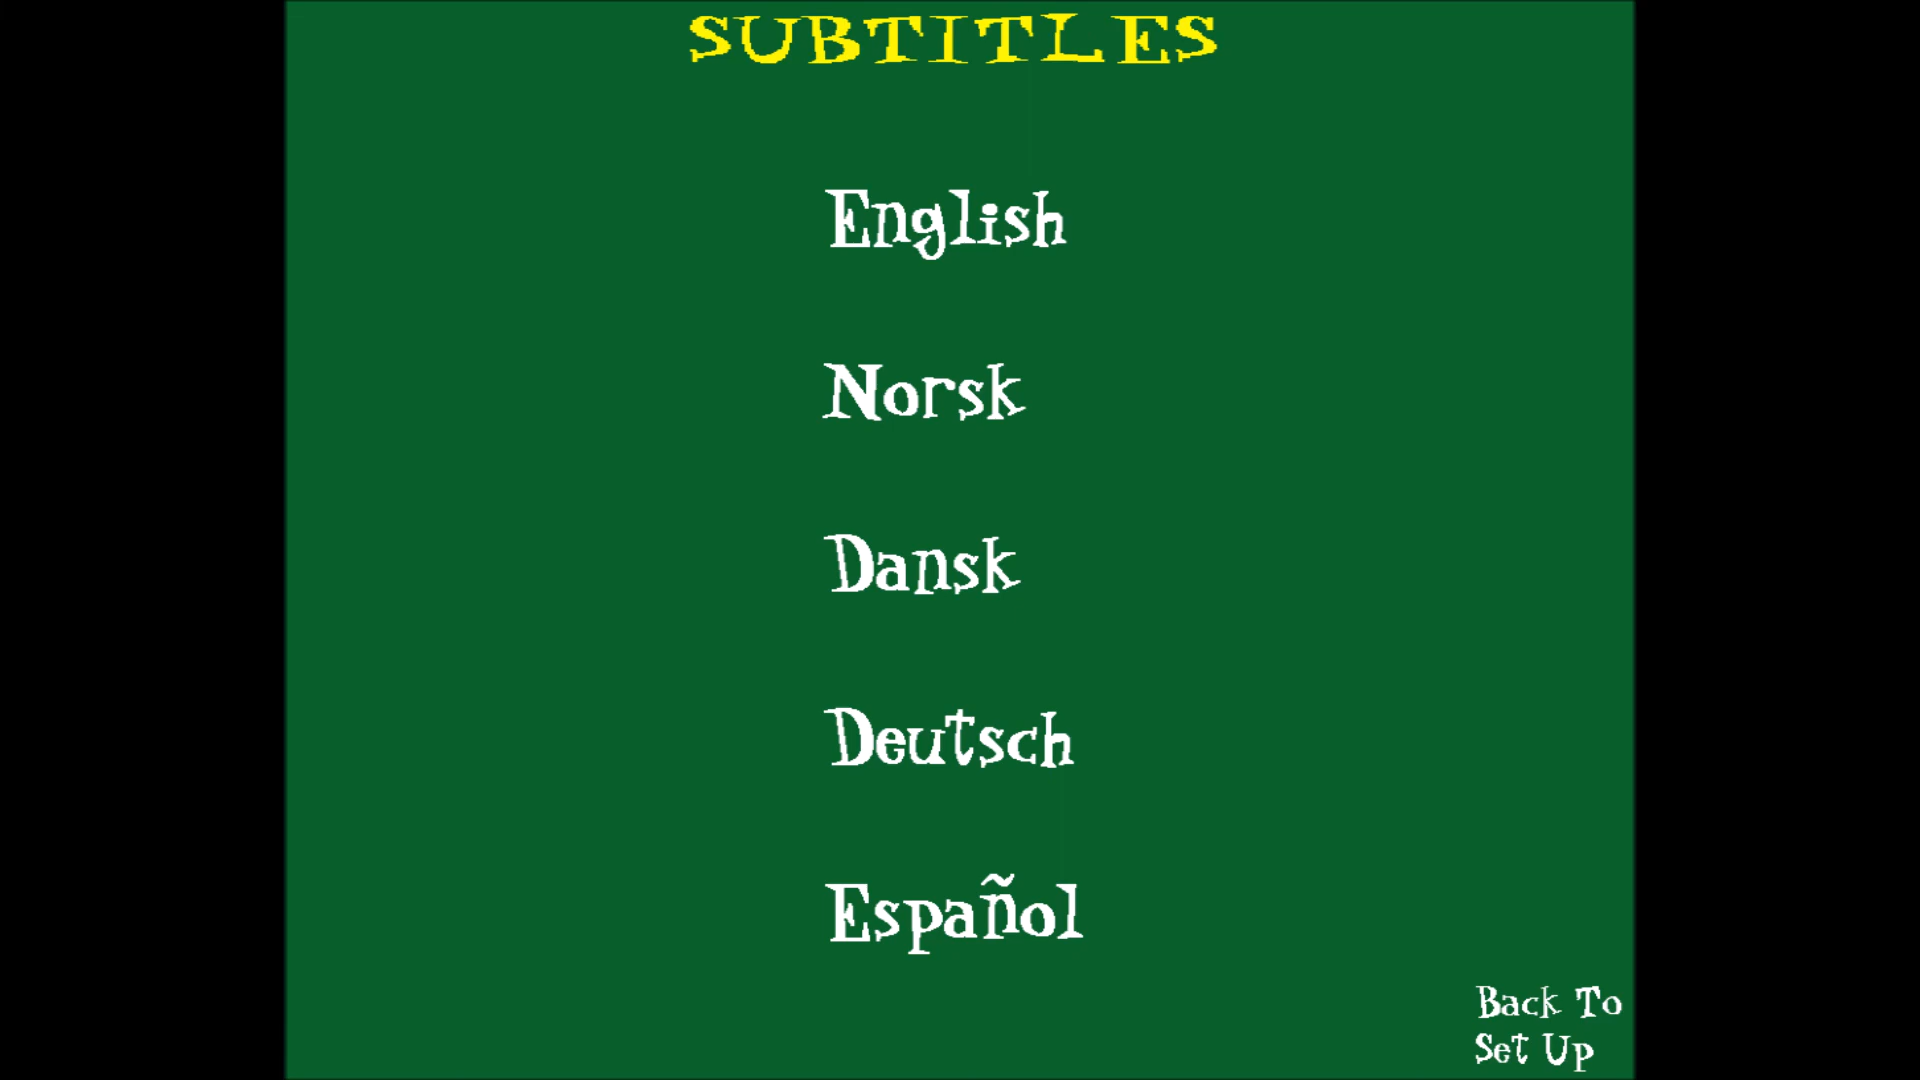 SUBTITLES
English
Norsk
Dansk
Deutsch
Español
Back To
Set Up